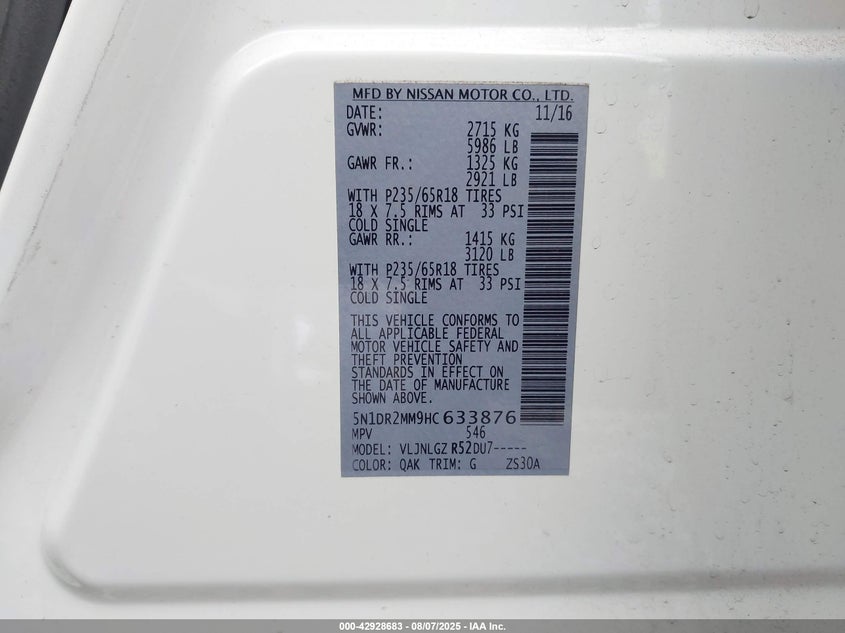 MFD BY NISSAN MOTOR CO., LTD.
DATE: 11/16
GVWR: 2715 KG
5986 LB
GAWR FR.: 1325 KG
2921 LB
WITH P235/65R18 TIRES
18 X 7.5 RIMS AT 33 PSI
COLD SINGLE
GAWR RR.: 1415 KG
3120 LB
WITH P235/65R18 TIRES
18 X 7.5 RIMS AT 33 PSI
COLD SINGLE
THIS VEHICLE CONFORMS TO
ALL APPLICABLE FEDERAL
MOTOR VEHICLE SAFETY AND
THEFT PREVENTION
STANDARDS IN EFFECT ON
THE DATE OF MANUFACTURE
SHOWN ABOVE.
5N1DR2MM9HC633876
MPV 546
MODEL: VLJNLGZ R52DU7-----
COLOR: QAK TRIM: G ZS30A
000-42928683 - 08/07/2025 - IAA Inc.